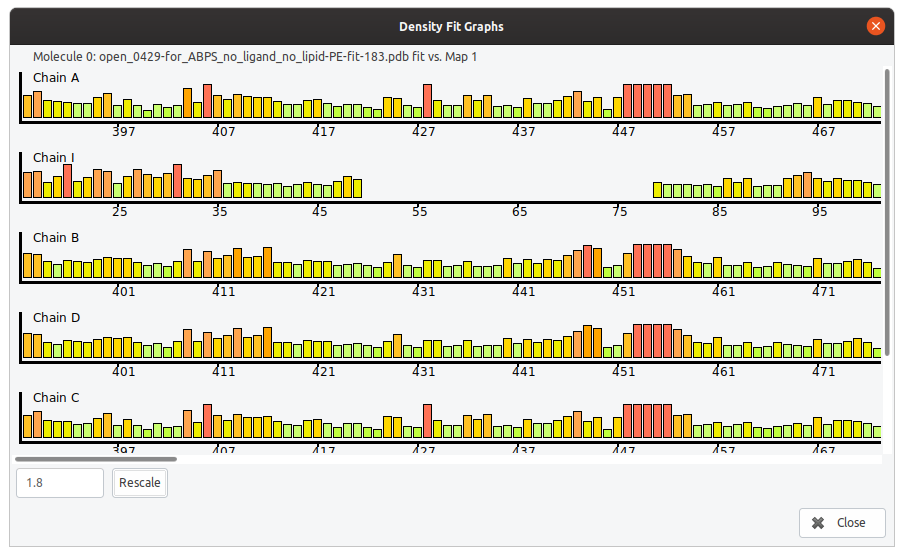 Density Fit Graphs
Molecule 0: open_0429-for_ABPS_no_ligand_no_lipid-PE-fit-183.pdb fit vs. Map 1
Chain A
397 407 417 427 437 447 457 467
Chain I
25 35 45 55 65 75 85 95
Chain B
401 411 421 431 441 451 461 471
Chain D
401 411 421 431 441 451 461 471
Chain C
397 407 417 427 437 447 457 467
1.8 Rescale
Close